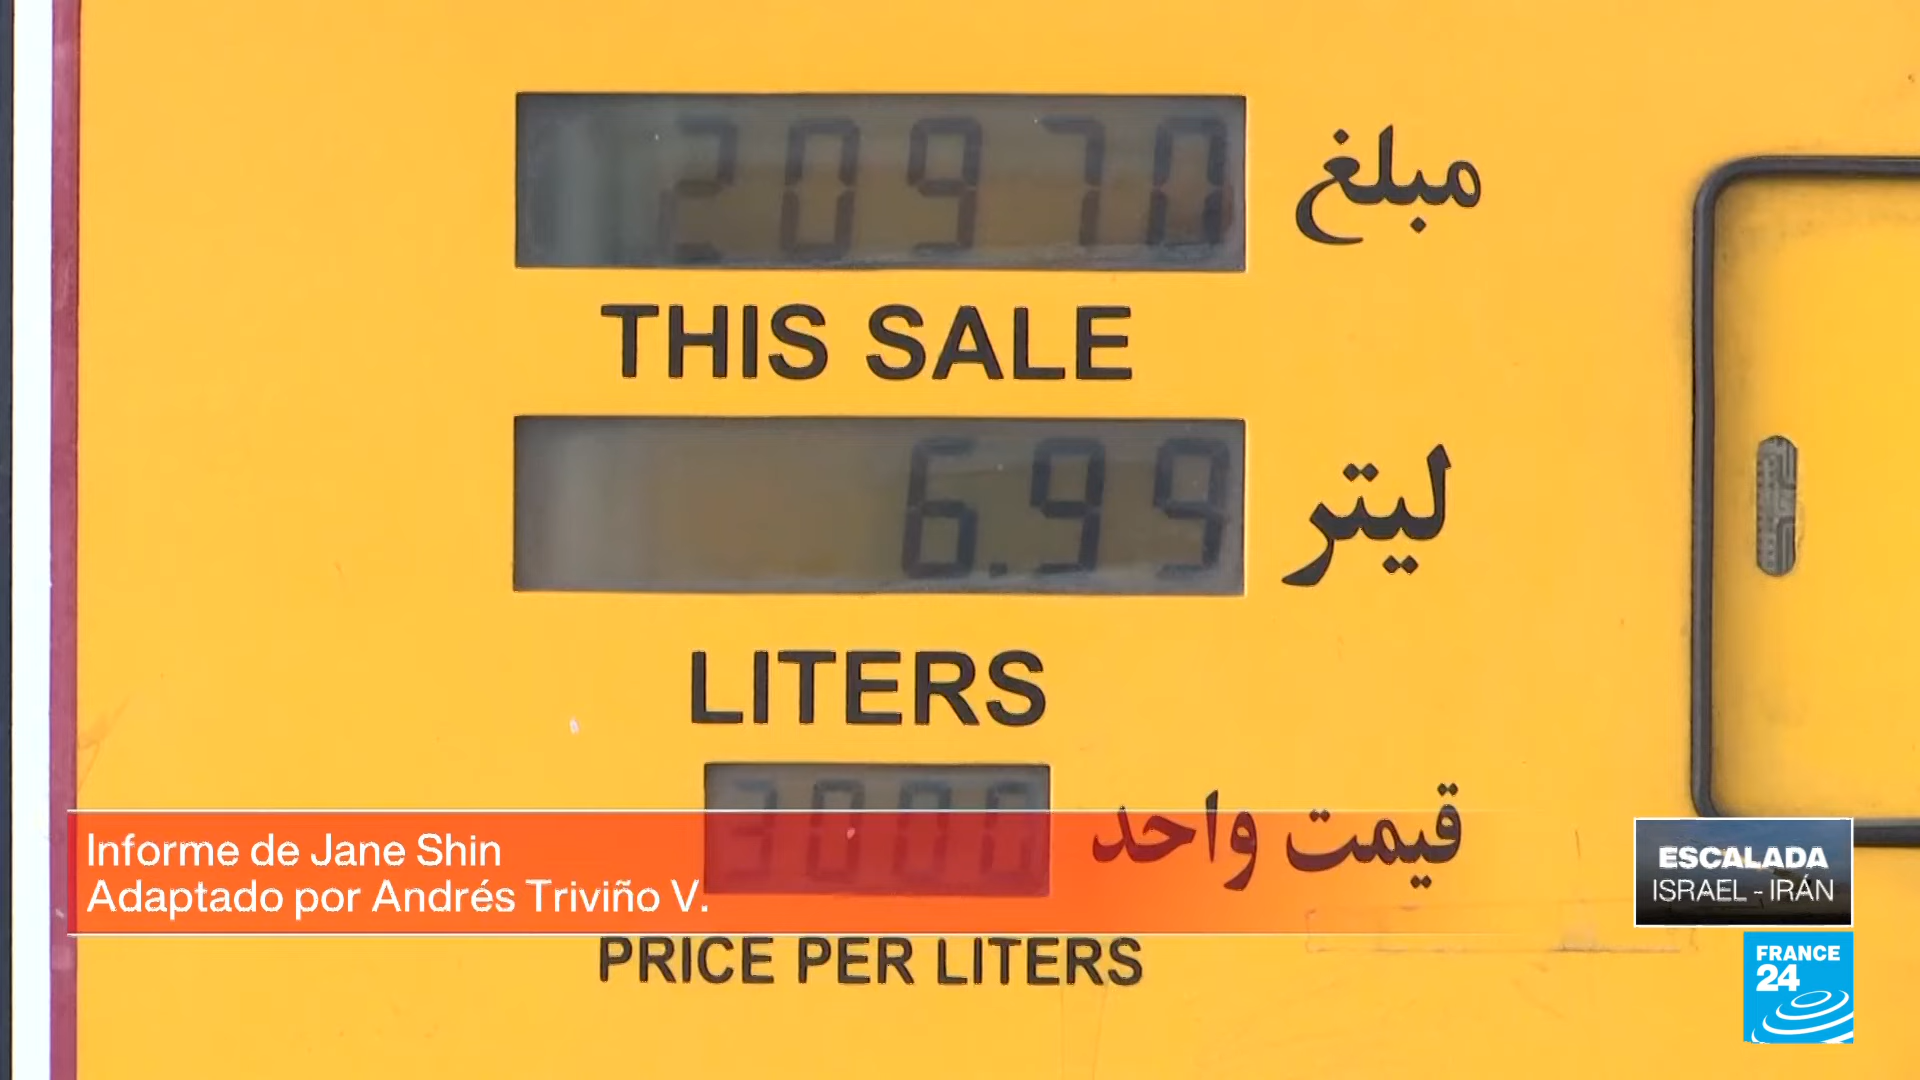 20970
مبلغ
THIS SALE
6.99
لیتر
LITERS
3000
قیمت واحد
Informe de Jane Shin
Adaptado por Andrés Triviño V.
PRICE PER LITERS
ESCALADA
ISRAEL - IRÁN
FRANCE
24